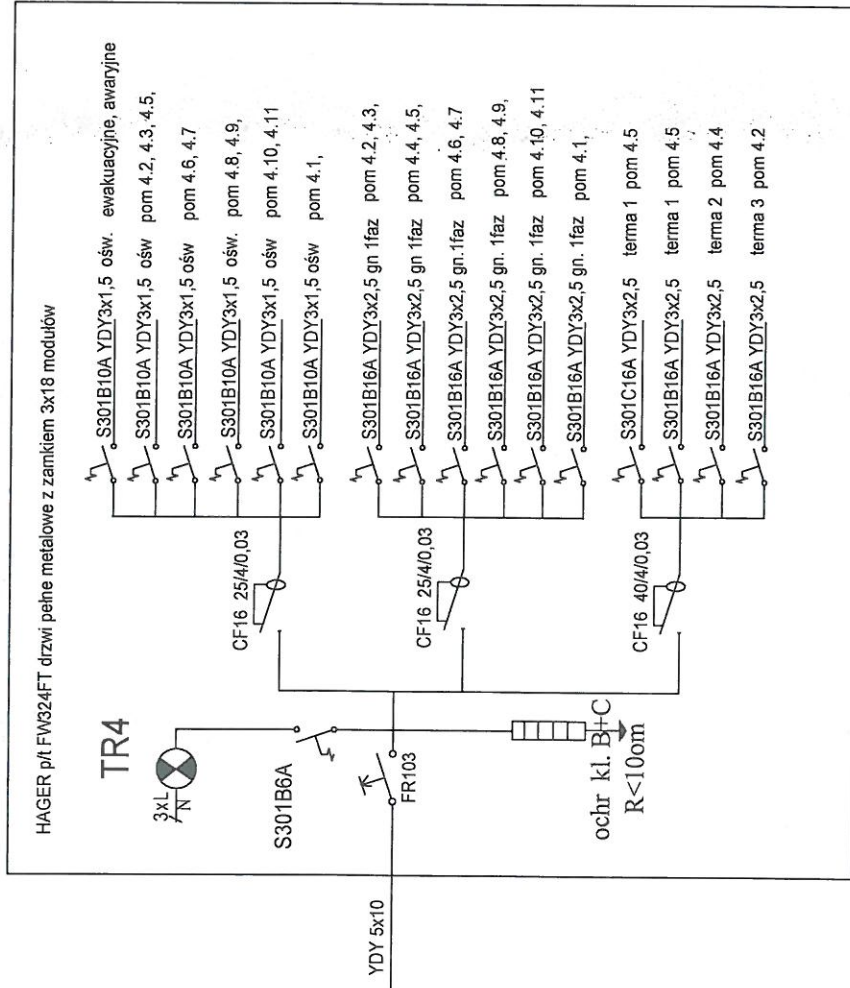 HAGER p/t FW324FT drzwi pełne metalowe z zamkiem 3x18 modułów
TR4
3xL
N
S301B6A
FR103
YDY 5x10
ochr kl. B+C
R<10om
CF16 25/4/0,03
S301B10A YDY3x1,5 ośw. ewakuacyjne, awaryjne
S301B10A YDY3x1,5 ośw pom 4.2, 4.3, 4.5,
S301B10A YDY3x1,5 ośw pom 4.6, 4.7
S301B10A YDY3x1,5 ośw. pom 4.8, 4.9,
S301B10A YDY3x1,5 ośw pom 4.10, 4.11
S301B10A YDY3x1,5 ośw pom 4.1,
CF16 25/4/0,03
S301B16A YDY3x2,5 gn 1faz pom 4.2, 4.3,
S301B16A YDY3x2,5 gn 1faz pom 4.4, 4.5,
S301B16A YDY3x2,5 gn. 1faz pom 4.6, 4.7
S301B16A YDY3x2,5 gn. 1faz pom 4.8, 4.9,
S301B16A YDY3x2,5 gn 1faz pom 4.10, 4.11
S301B16A YDY3x2,5 gn. 1faz pom 4.1,
CF16 40/4/0,03
S301C16A YDY3x2,5 terma 1 pom 4.5
S301B16A YDY3x2,5 terma 1 pom 4.5
S301B16A YDY3x2,5 terma 2 pom 4.4
S301B16A YDY3x2,5 terma 3 pom 4.2